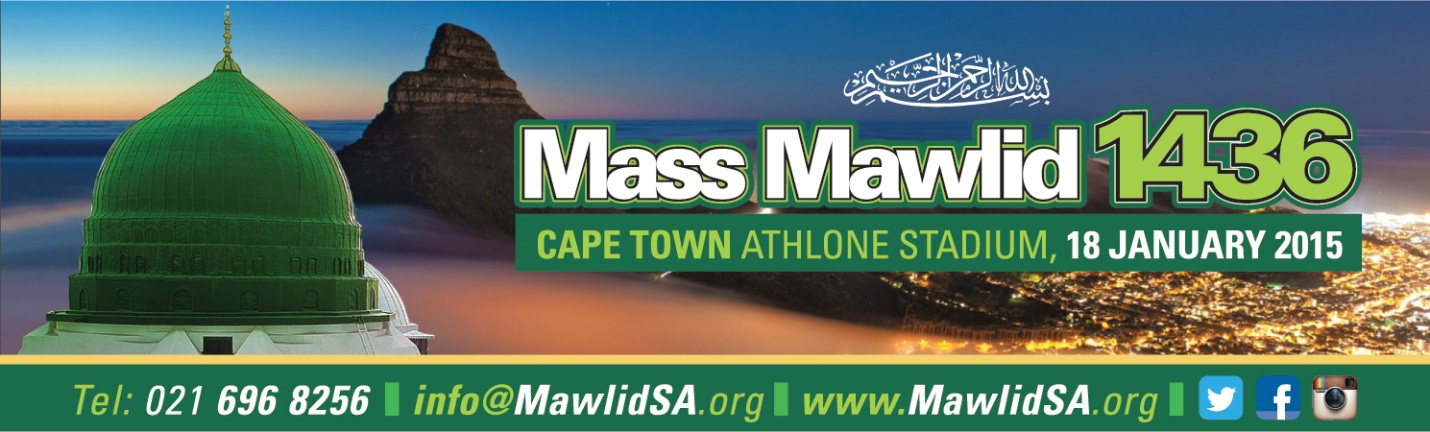 بسم الله الرحمن الرحيم
Mass Mawlid 1436
CAPE TOWN ATHLONE STADIUM, 18 JANUARY 2015
Tel: 021 696 8256 info@MawlidSA.org www.MawlidSA.org